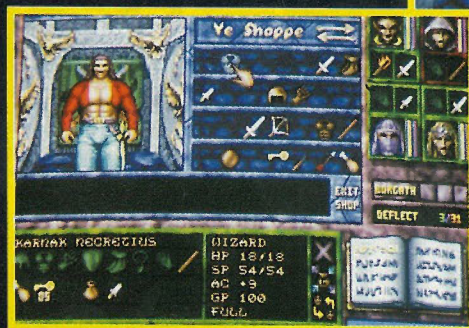 Ye Shoppe
EXIT
SHOP
DEFLECT 3/31
KARNAK NECRETIUS
WIZARD
HP 18/18
SP 54/54
AC +9
GP 100
FULL